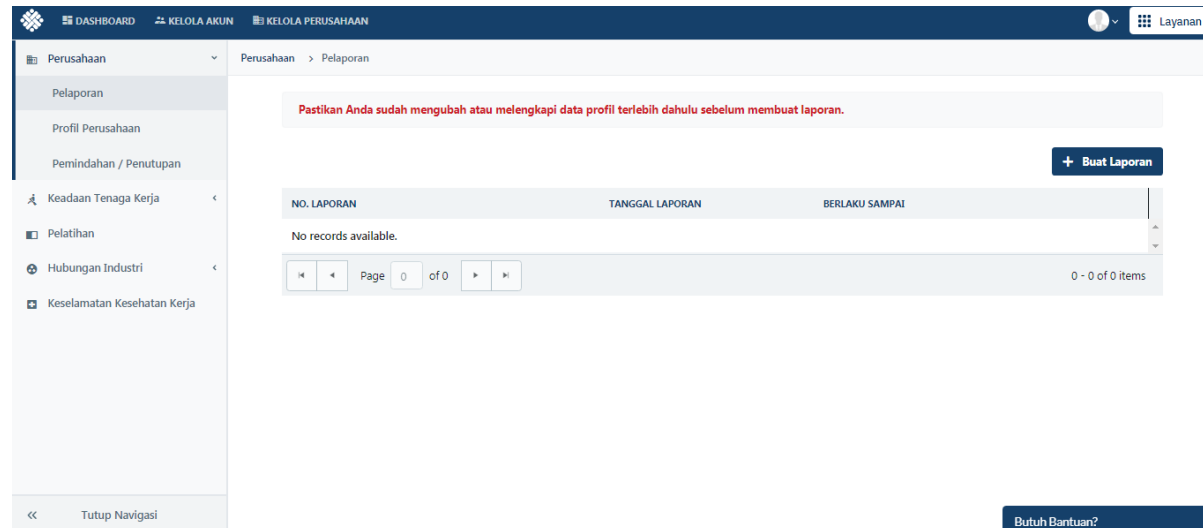 DASHBOARD KELOLA AKUN KELOLA PERUSAHAAN Layanan
Perusahaan
Pelaporan
Profil Perusahaan
Pemindahan / Penutupan
Keadaan Tenaga Kerja
Pelatihan
Hubungan Industri
Keselamatan Kesehatan Kerja
Tutup Navigasi
Perusahaan > Pelaporan
Pastikan Anda sudah mengubah atau melengkapi data profil terlebih dahulu sebelum membuat laporan.
+ Buat Laporan
NO. LAPORAN TANGGAL LAPORAN BERLAKU SAMPAI
No records available.
Page 0 of 0 0 - 0 of 0 items
Butuh Bantuan?